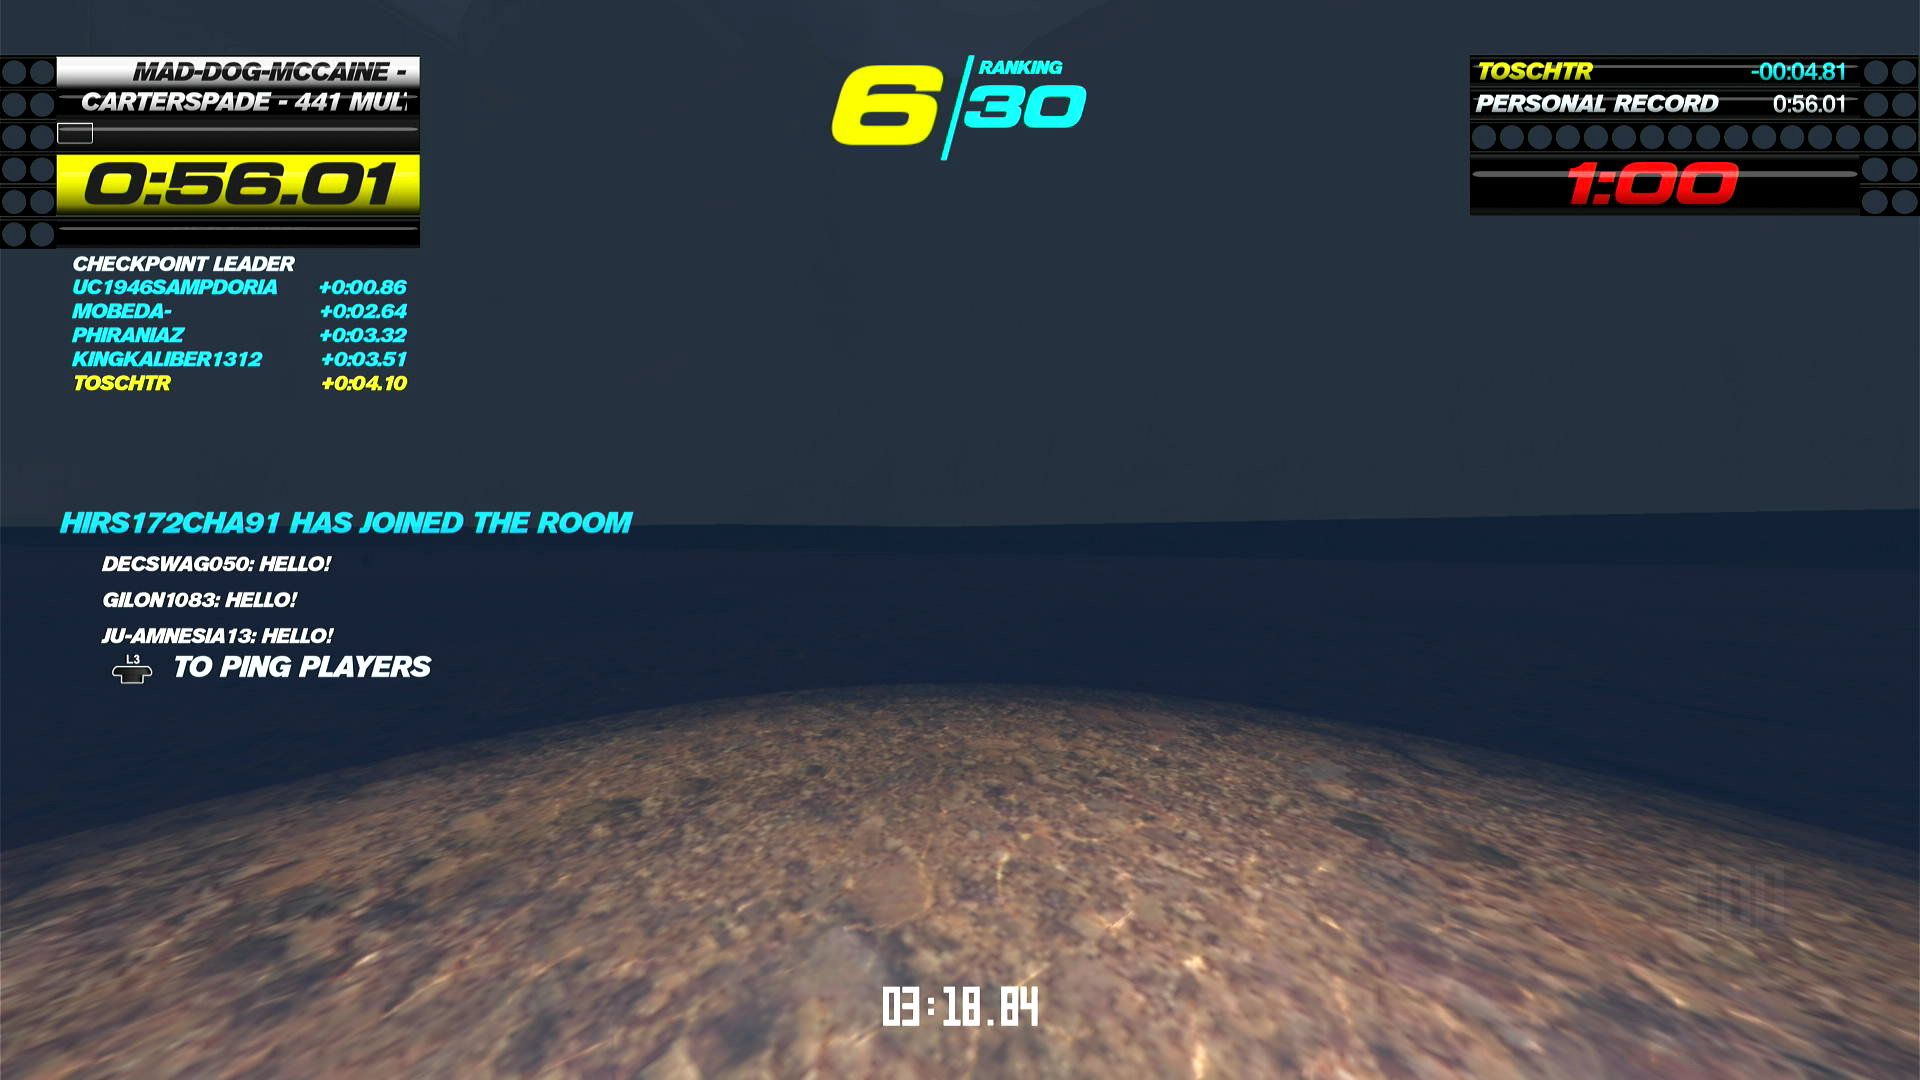 MAD-DOG-MCCAINE -
CARTERSPADE - 441 MUL
0:56.01
CHECKPOINT LEADER
UC1946SAMPDORIA +0:00.86
MOBEDA- +0:02.64
PHIRANIAZ +0:03.32
KINGKALIBER1312 +0:03.51
TOSCHTR +0:04.10
6/30
RANKING
TOSCHTR -00:04.81
PERSONAL RECORD 0:56.01
1:00
HIRS172CHA91 HAS JOINED THE ROOM
DECSWAG050: HELLO!
GILON1083: HELLO!
JU-AMNESIA13: HELLO!
L3 TO PING PLAYERS
03:18.84